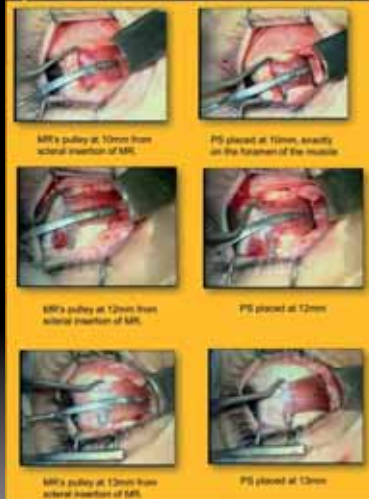 MR's pulley at 10mm from
scleral insertion of MR.
PS placed at 10mm, exactly
on the foramen of the muscle
MR's pulley at 12mm from
scleral insertion of MR.
PS placed at 12mm
MR's pulley at 13mm from
scleral insertion of MR.
PS placed at 13mm